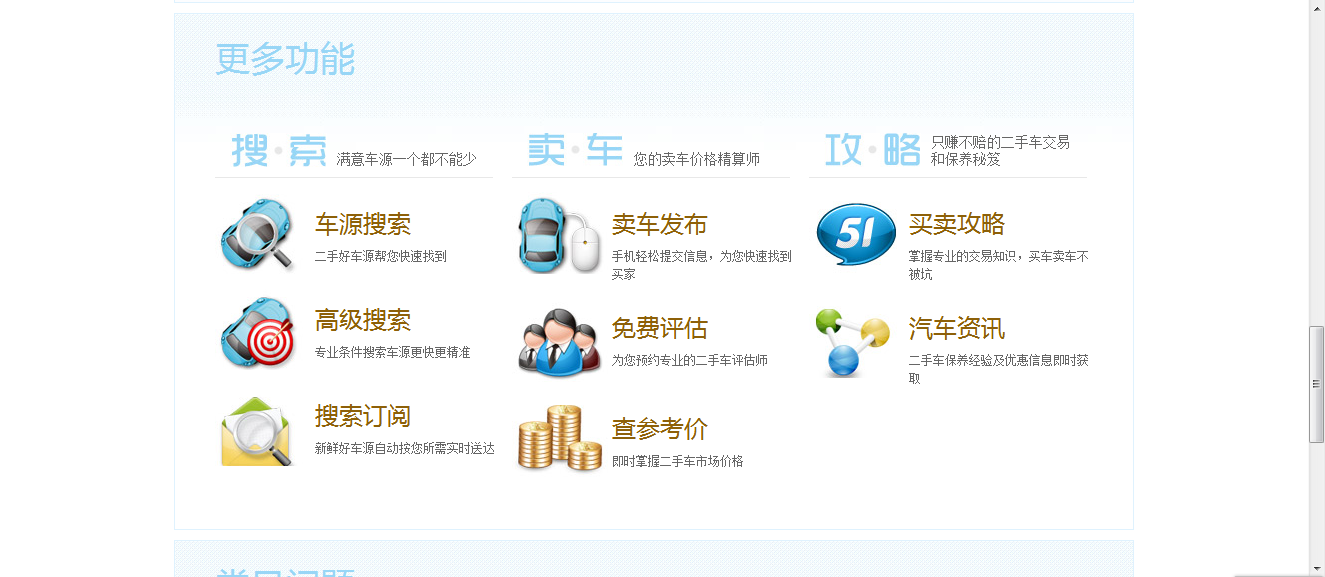 更多功能
搜·索 满意车源一个都不能少
车源搜索
二手好车源帮您快速找到
高级搜索
专业条件搜索车源更快更精准
搜索订阅
新鲜好车源自动按您所需实时送达
卖·车 您的卖车价格精算师
卖车发布
手机轻松提交信息，为您快速找到
买家
免费评估
为您预约专业的二手车评估师
查参考价
即时掌握二手车市场价格
攻·略 只赚不赔的二手车交易
和保养秘笈
51
买卖攻略
掌握专业的交易知识，买车卖车不
被坑
汽车资讯
二手车保养经验及优惠信息即时获
取
常见问题